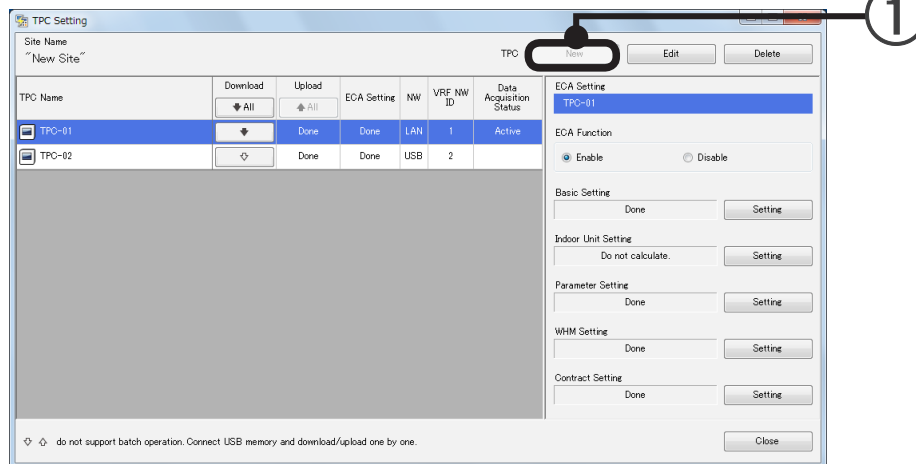 TPC Setting
Site Name
"New Site"
TPC
New
Edit
Delete
1
TPC Name
Download
All
Upload
All
ECA Setting
NW
VRF NW
ID
Data
Acquisition
Status
TPC-01
Done
Done
LAN
1
Active
TPC-02
Done
Done
USB
2
ECA Setting
TPC-01
ECA Function
Enable
Disable
Basic Setting
Done
Setting
Indoor Unit Setting
Do not calculate.
Setting
Parameter Setting
Done
Setting
WHM Setting
Done
Setting
Contract Setting
Done
Setting
do not support batch operation. Connect USB memory and download/upload one by one.
Close